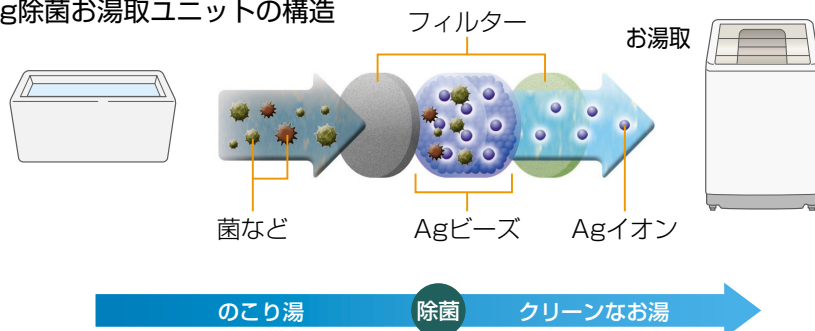 g除菌お湯取ユニットの構造
フィルター
お湯取
菌など
Agビーズ
Agイオン
のこり湯
除菌
クリーンなお湯